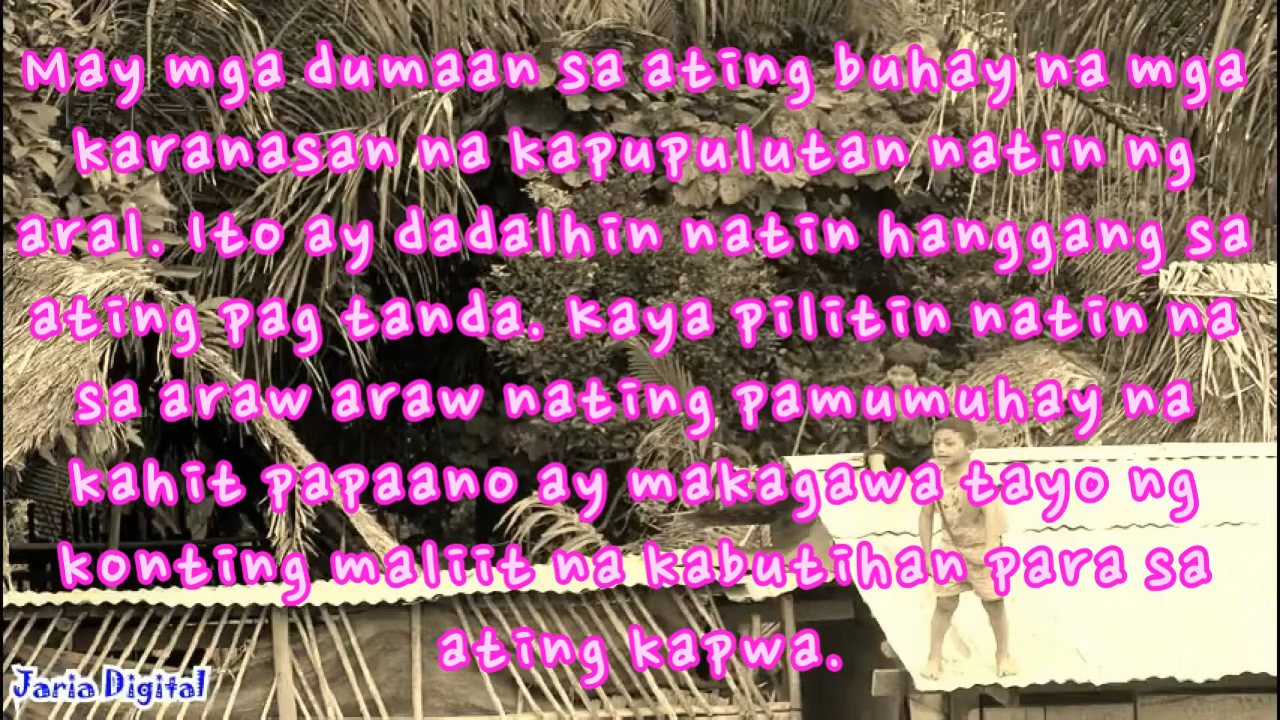 May mga dumaan sa ating buhay na mga
karanasan na kapupulutan natin ng
aral. Ito ay dadalhin natin hanggang sa
ating pag tanda. Kaya pilitin natin na
sa araw araw nating pamumuhay na
kahit papaano ay makagawa tayo ng
konting maliit na kabutihan para sa
ating kapwa.
Jaria Digital